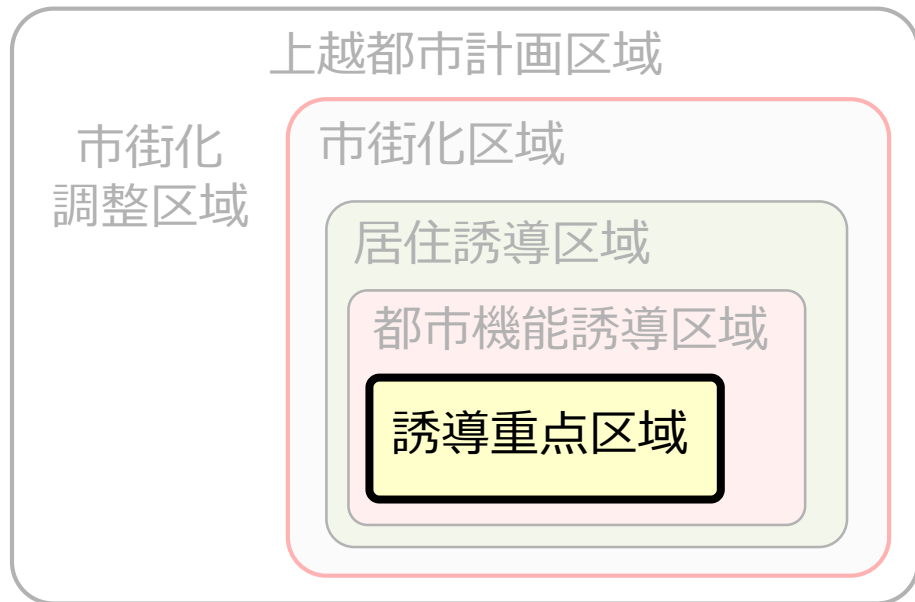 上越都市計画区域
市街化
調整区域
市街化区域
居住誘導区域
都市機能誘導区域
誘導重点区域